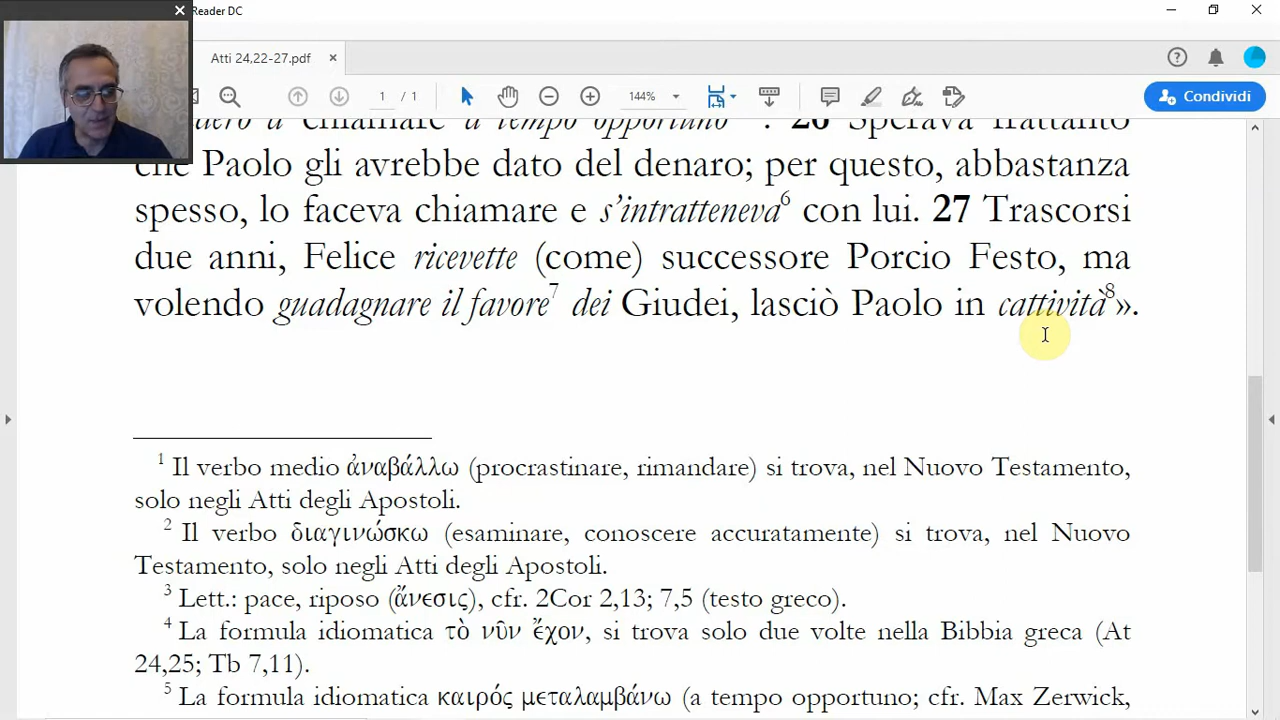 Reader DC
Atti 24,22-27.pdf
1 / 1
144%
Condividi
chiamare a tempo opportuno . 26 Sperava frattanto
che Paolo gli avrebbe dato del denaro; per questo, abbastanza
spesso, lo faceva chiamare e s’intratteneva6 con lui. 27 Trascorsi
due anni, Felice ricevette (come) successore Porcio Festo, ma
volendo guadagnare il favore7 dei Giudei, lasciò Paolo in cattività8».
1 Il verbo medio ἀναβάλλω (procrastinare, rimandare) si trova, nel Nuovo Testamento,
solo negli Atti degli Apostoli.
2 Il verbo διαγινώσκω (esaminare, conoscere accuratamente) si trova, nel Nuovo
Testamento, solo negli Atti degli Apostoli.
3 Lett.: pace, riposo (ἄνεσις), cfr. 2Cor 2,13; 7,5 (testo greco).
4 La formula idiomatica τὸ νῦν ἔχον, si trova solo due volte nella Bibbia greca (At
24,25; Tb 7,11).
5 La formula idiomatica καιρός μεταλαμβάνω (a tempo opportuno; cfr. Max Zerwick,